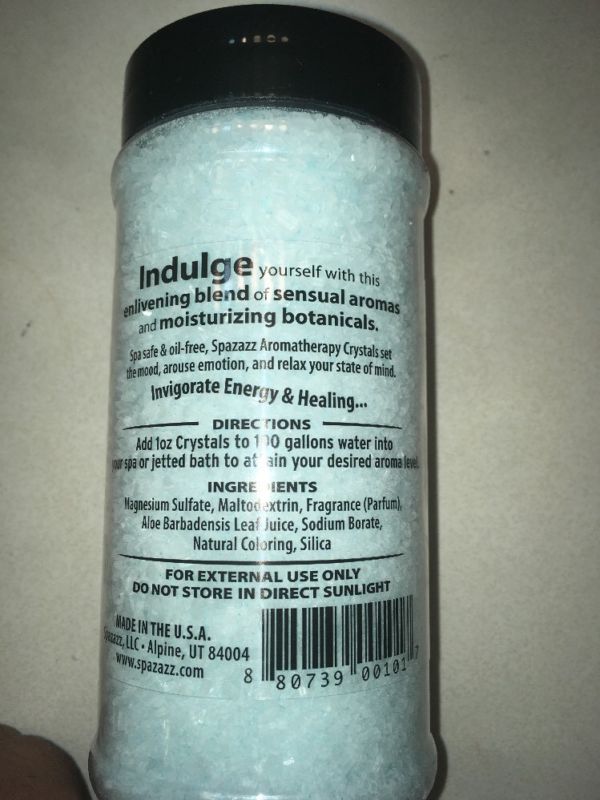 Indulge yourself with this
enlivening blend of sensual aromas
and moisturizing botanicals.
Spa safe & oil-free, Spazazz Aromatherapy Crystals set
the mood, arouse emotion, and relax your state of mind.
Invigorate Energy & Healing...
DIRECTIONS
Add 1oz Crystals to 100 gallons water into
your spa or jetted bath to attain your desired aroma level.
INGREDIENTS
Magnesium Sulfate, Maltodextrin, Fragrance (Parfum),
Aloe Barbadensis Leaf Juice, Sodium Borate,
Natural Coloring, Silica
FOR EXTERNAL USE ONLY
DO NOT STORE IN DIRECT SUNLIGHT
MADE IN THE U.S.A.
Spazazz, LLC • Alpine, UT 84004
www.spazazz.com
8 80739 00101 7